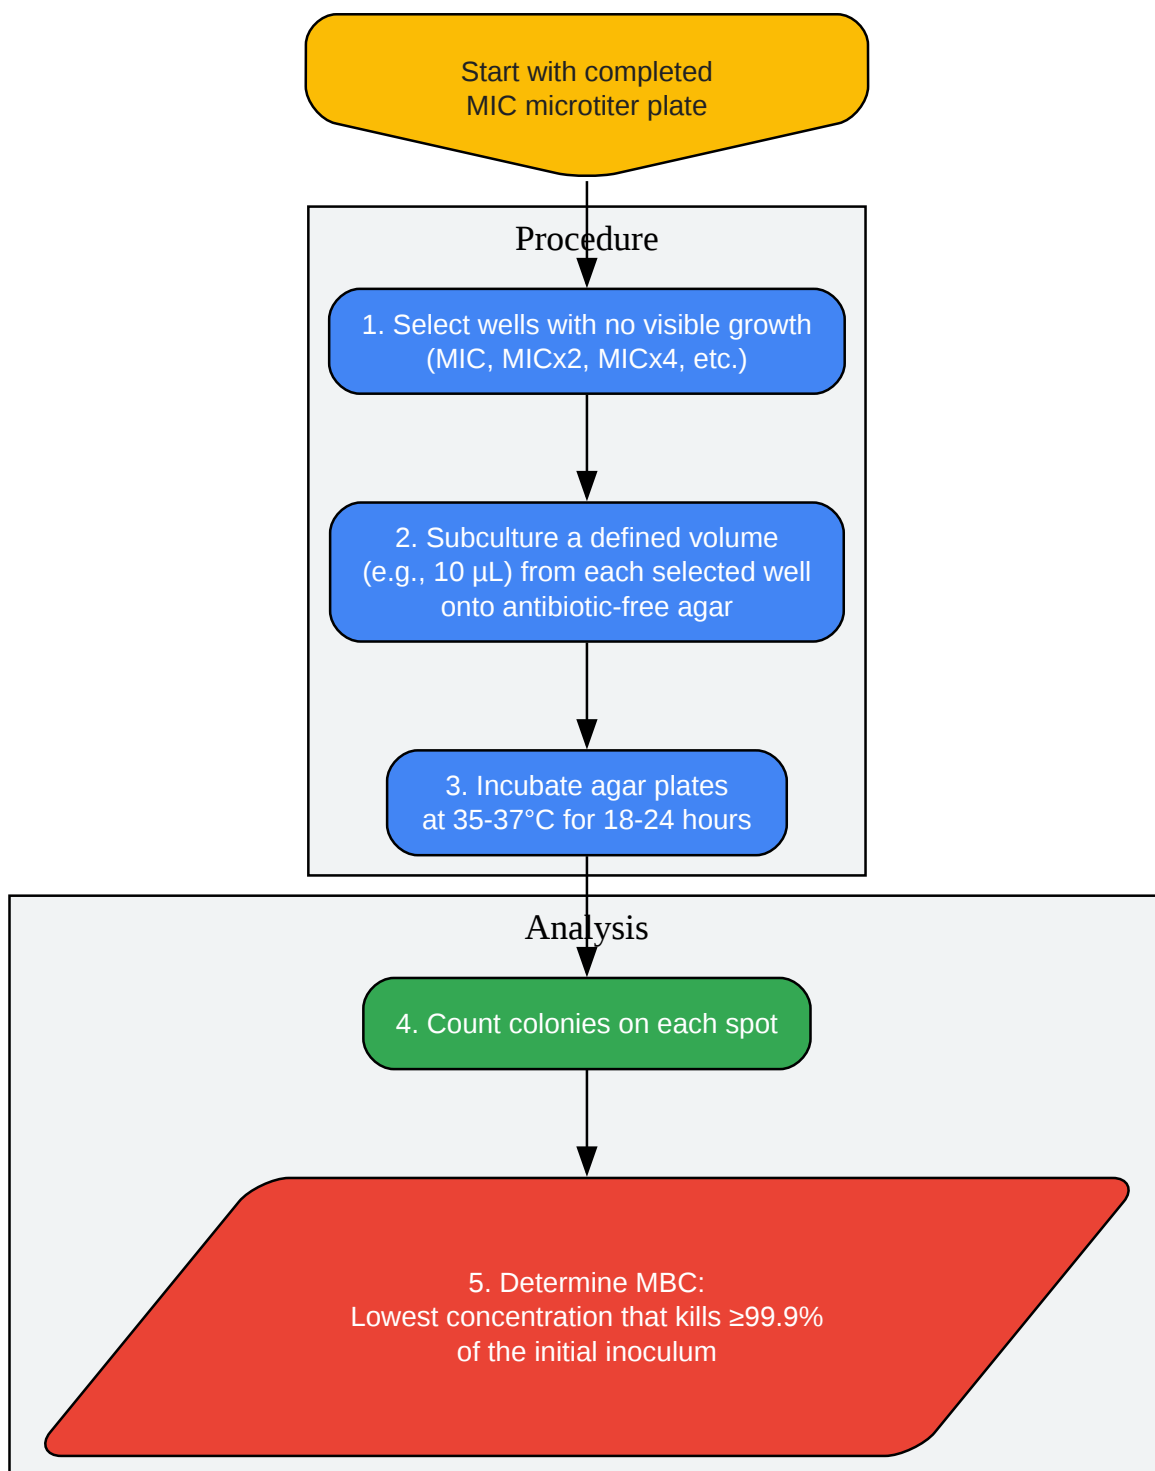 Start with completed
MIC microtiter plate
Procedure
1. Select wells with no visible growth
(MIC, MICx2, MICx4, etc.)
2. Subculture a defined volume
(e.g., 10 µL) from each selected well
onto antibiotic-free agar
3. Incubate agar plates
at 35-37°C for 18-24 hours
Analysis
4. Count colonies on each spot
5. Determine MBC:
Lowest concentration that kills ≥99.9%
of the initial inoculum